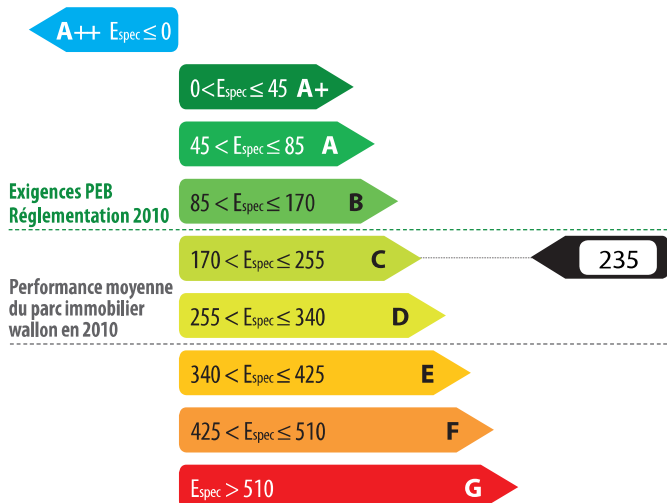 A++ Espec ≤ 0
0 < Espec ≤ 45 A+
45 < Espec ≤ 85 A
Exigences PEB
Réglementation 2010
85 < Espec ≤ 170 B
170 < Espec ≤ 255 C
235
Performance moyenne
du parc immobilier
wallon en 2010
255 < Espec ≤ 340 D
340 < Espec ≤ 425 E
425 < Espec ≤ 510 F
Espec > 510 G